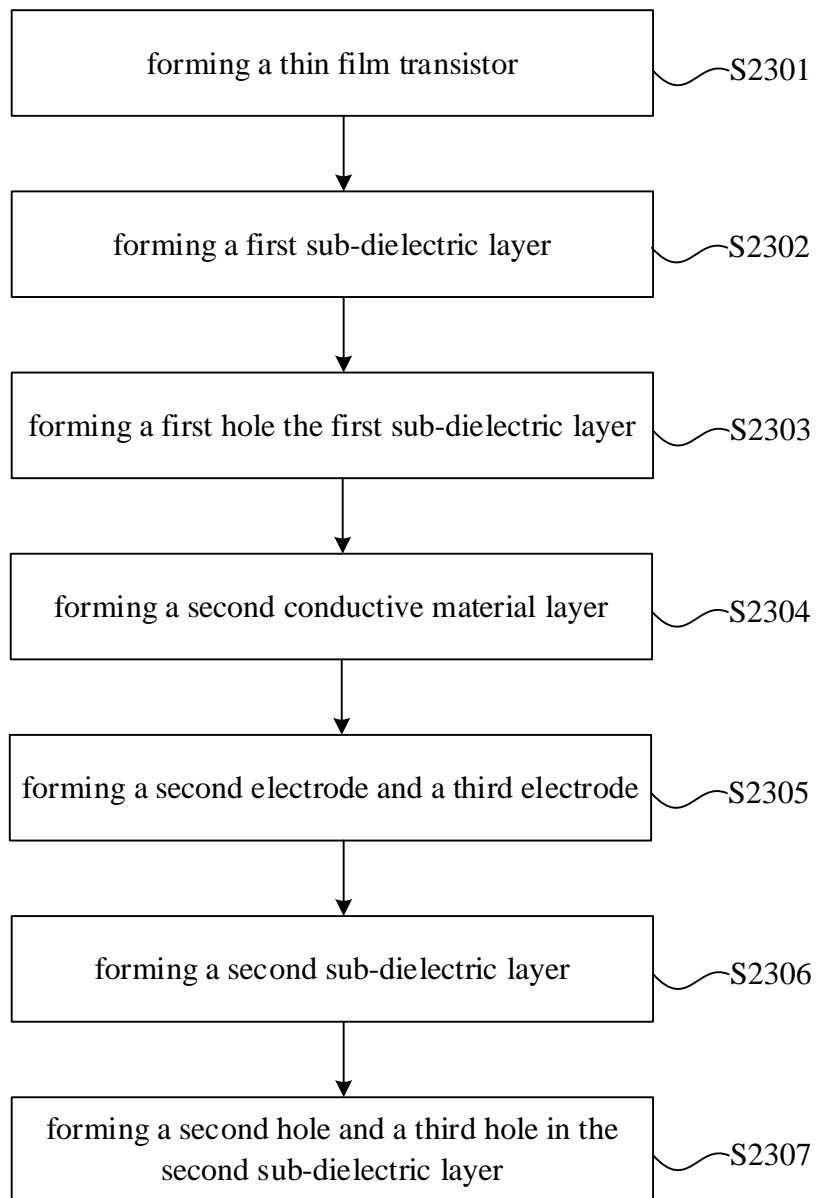 forming a thin film transistor
S2301
forming a first sub-dielectric layer
S2302
forming a first hole the first sub-dielectric layer
S2303
forming a second conductive material layer
S2304
forming a second electrode and a third electrode
S2305
forming a second sub-dielectric layer
S2306
forming a second hole and a third hole in the
second sub-dielectric layer
S2307